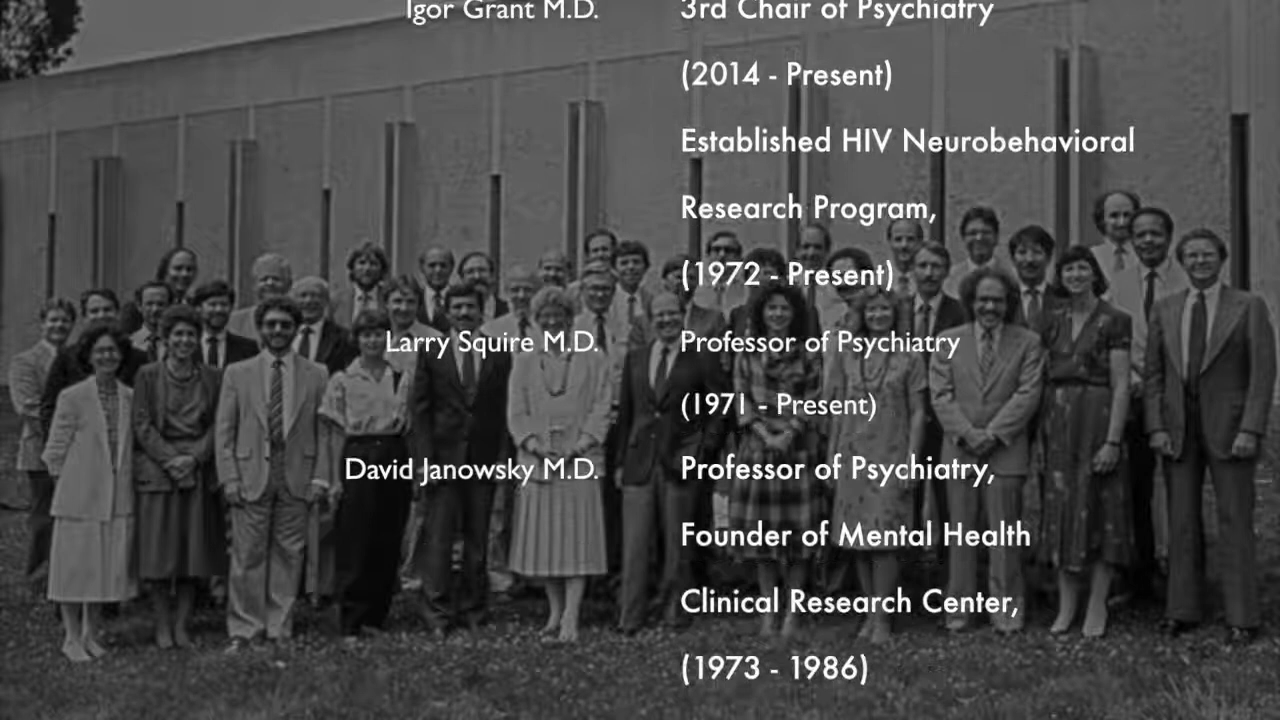 Igor Grant M.D. 3rd Chair of Psychiatry
(2014 - Present)
Established HIV Neurobehavioral
Research Program,
(1972 - Present)
Larry Squire M.D. Professor of Psychiatry
(1971 - Present)
David Janowsky M.D. Professor of Psychiatry,
Founder of Mental Health
Clinical Research Center,
(1973 - 1986)